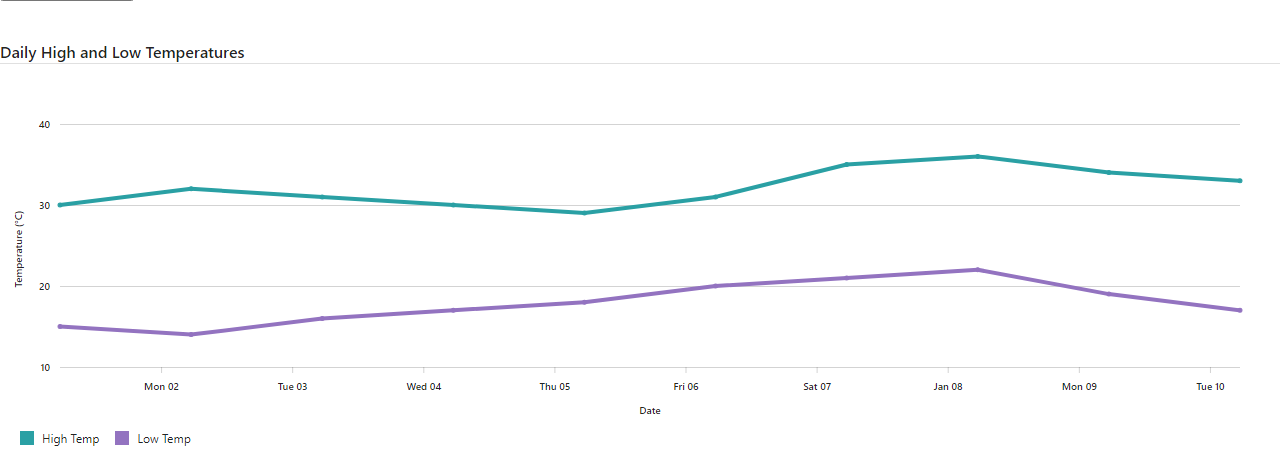 Daily High and Low Temperatures
40
30
20
10
Temperature (°C)
Mon 02 Tue 03 Wed 04 Thu 05 Fri 06 Sat 07 Jan 08 Mon 09 Tue 10
Date
High Temp Low Temp